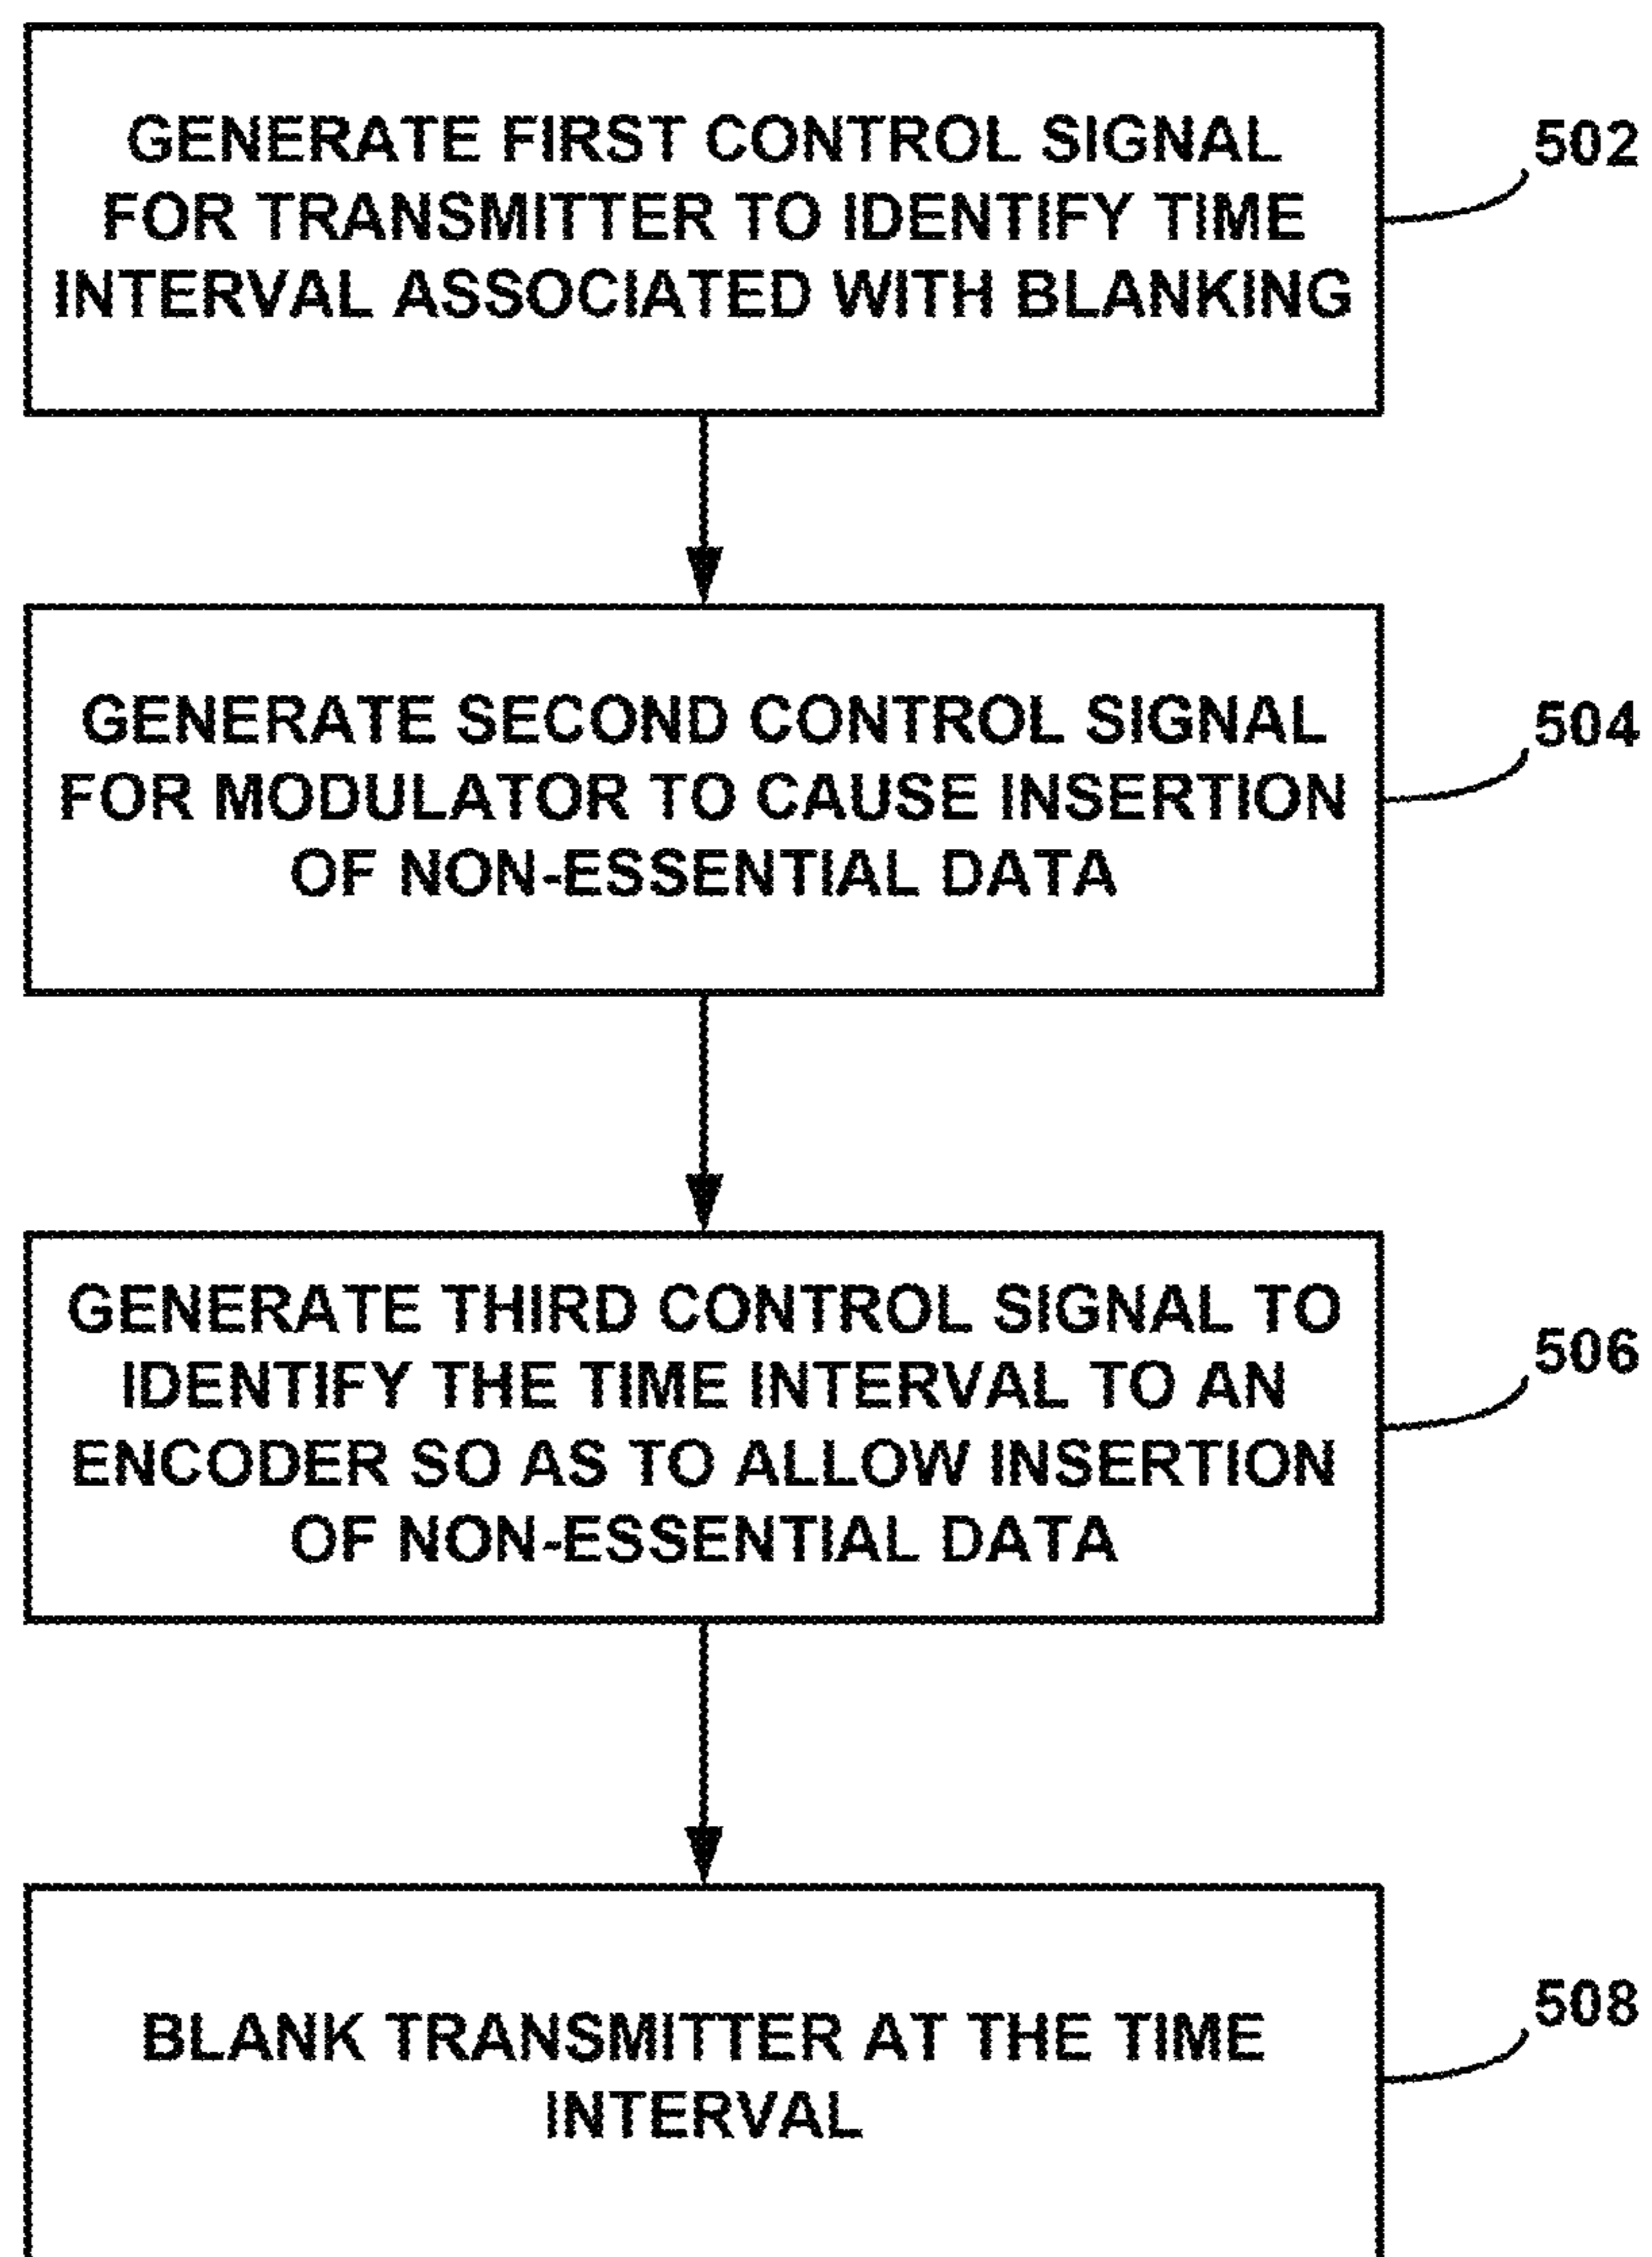 GENERATE FIRST CONTROL SIGNAL
FOR TRANSMITTER TO IDENTIFY TIME
INTERVAL ASSOCIATED WITH BLANKING
502
GENERATE SECOND CONTROL SIGNAL
FOR MODULATOR TO CAUSE INSERTION
OF NON-ESSENTIAL DATA
504
GENERATE THIRD CONTROL SIGNAL TO
IDENTIFY THE TIME INTERVAL TO AN
ENCODER SO AS TO ALLOW INSERTION
OF NON-ESSENTIAL DATA
506
BLANK TRANSMITTER AT THE TIME
INTERVAL
508